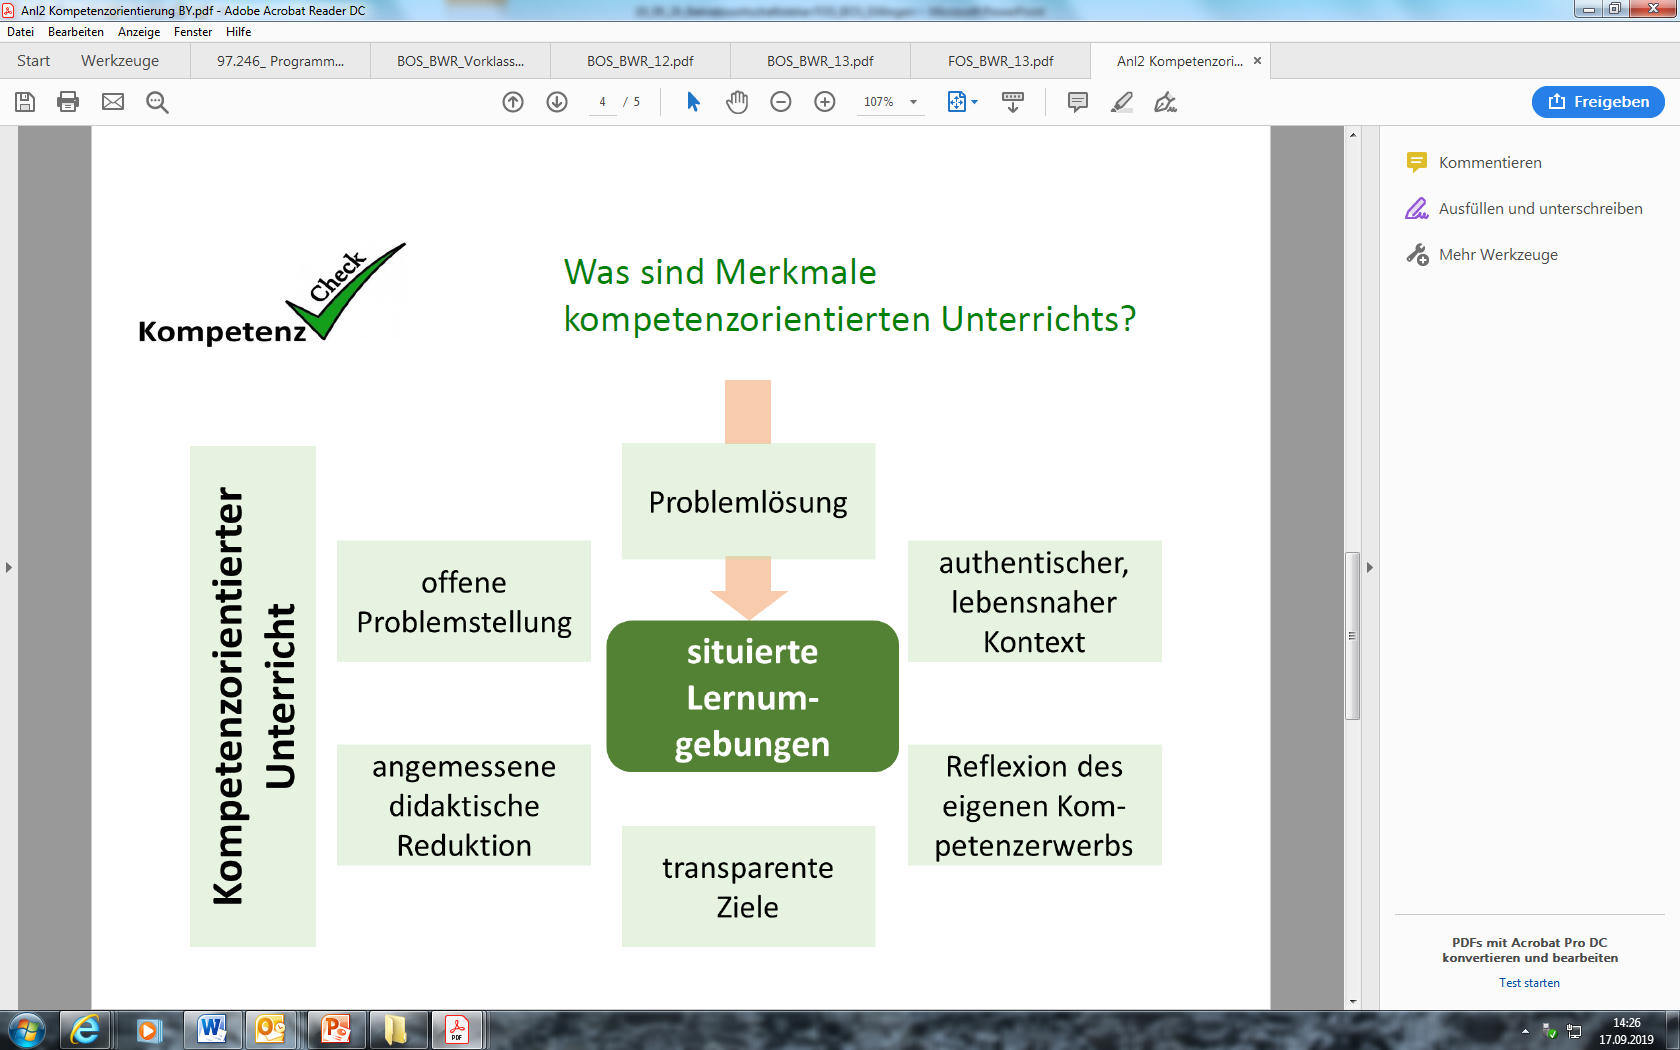 Anl2 Kompetenzorientierung BY.pdf - Adobe Acrobat Reader DC
Datei Bearbeiten Anzeige Fenster Hilfe
Start Werkzeuge 97.246_ Programm... BOS_BWR_Vorklass... BOS_BWR_12.pdf BOS_BWR_13.pdf FOS_BWR_13.pdf Anl2 Kompetenzori... ×
4 / 5 107% Freigeben
Kommentieren
Ausfüllen und unterschreiben
Mehr Werkzeuge
Kompetenz Check
Was sind Merkmale
kompetenzorientierten Unterrichts?
Kompetenzorientierter
Unterricht
Problemlösung
offene
Problemstellung
authentischer,
lebensnaher
Kontext
situierte
Lernum-
gebungen
angemessene
didaktische
Reduktion
Reflexion des
eigenen Kom-
petenzerwerbs
transparente
Ziele
PDFs mit Acrobat Pro DC
konvertieren und bearbeiten
Test starten
14:26
17.09.2019